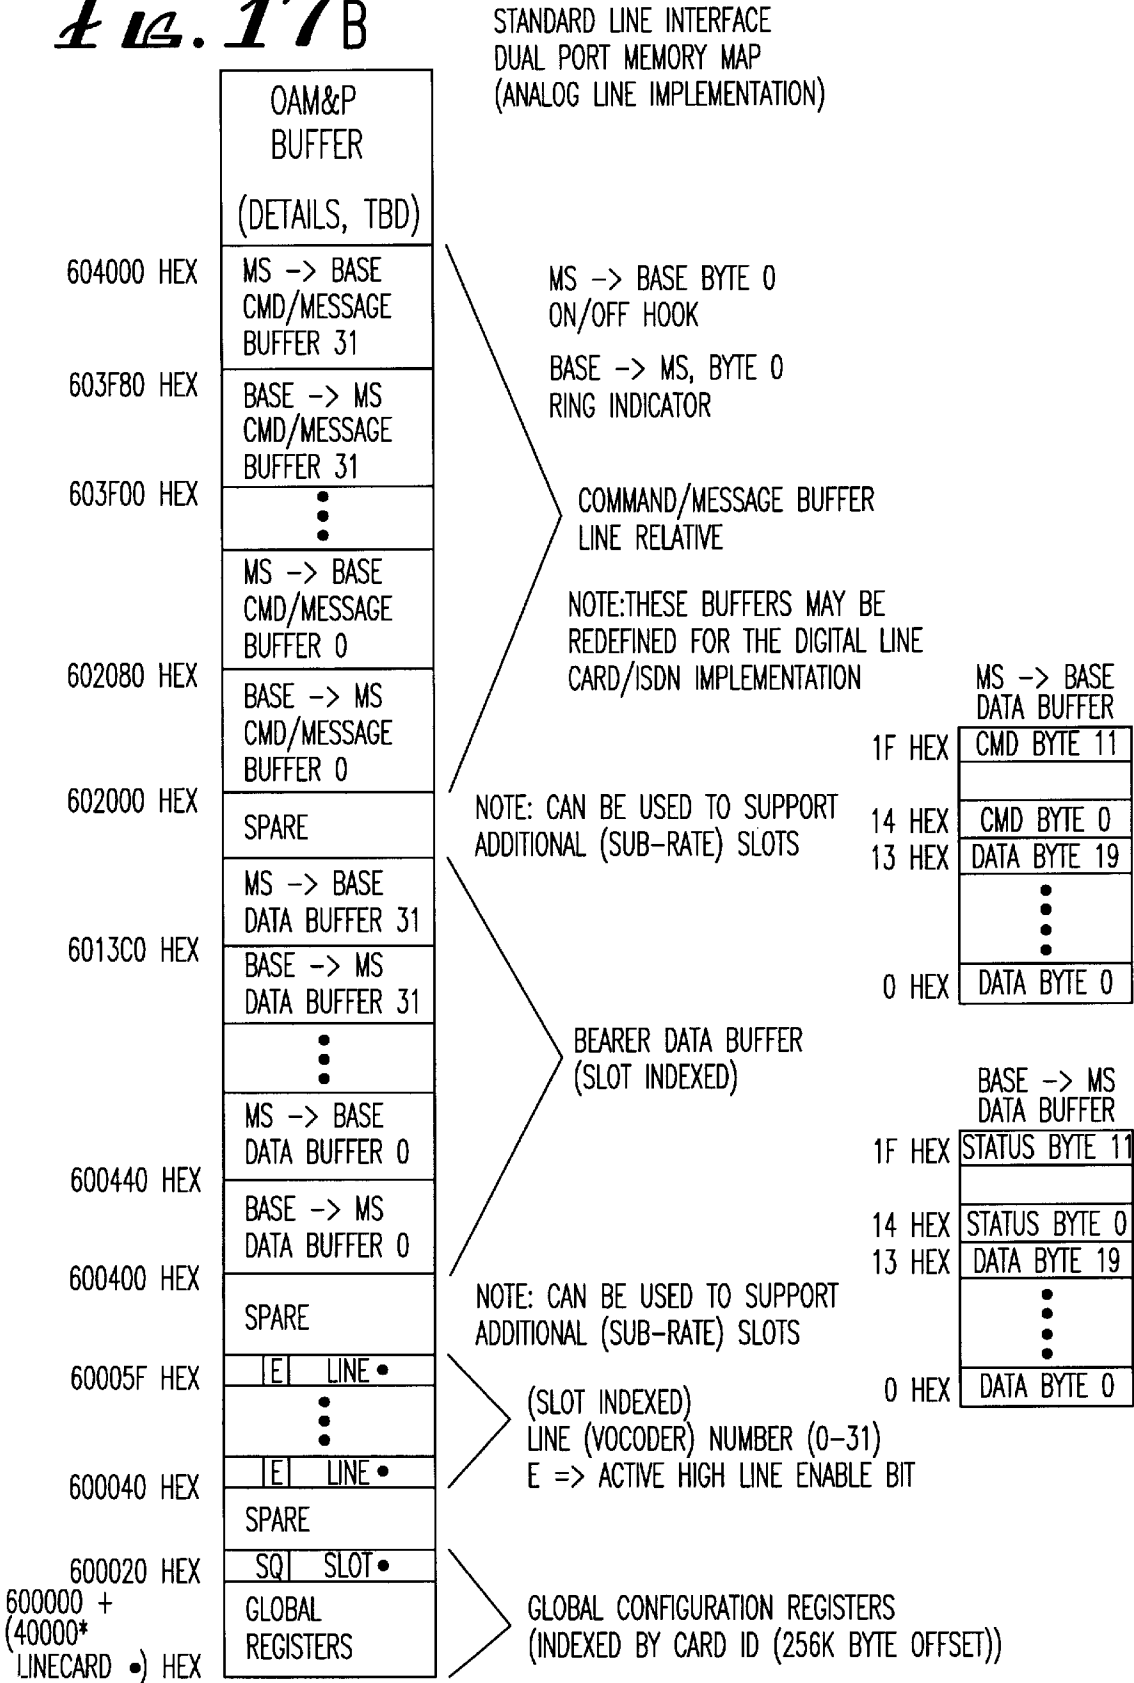 FIG. 17B
STANDARD LINE INTERFACE
DUAL PORT MEMORY MAP
(ANALOG LINE IMPLEMENTATION)
OAM&P
BUFFER
(DETAILS, TBD)
604000 HEX
MS -> BASE
CMD/MESSAGE
BUFFER 31
603F80 HEX
BASE -> MS
CMD/MESSAGE
BUFFER 31
603F00 HEX
MS -> BASE
CMD/MESSAGE
BUFFER 0
602080 HEX
BASE -> MS
CMD/MESSAGE
BUFFER 0
602000 HEX
SPARE
MS -> BASE
DATA BUFFER 31
6013C0 HEX
BASE -> MS
DATA BUFFER 31
MS -> BASE
DATA BUFFER 0
600440 HEX
BASE -> MS
DATA BUFFER 0
600400 HEX
SPARE
60005F HEX
E LINE •
E LINE •
600040 HEX
SPARE
600020 HEX
SQ SLOT •
600000 +
(40000*
LINECARD •) HEX
GLOBAL
REGISTERS
MS -> BASE BYTE 0
ON/OFF HOOK
BASE -> MS, BYTE 0
RING INDICATOR
COMMAND/MESSAGE BUFFER
LINE RELATIVE
NOTE:THESE BUFFERS MAY BE
REDEFINED FOR THE DIGITAL LINE
CARD/ISDN IMPLEMENTATION
NOTE: CAN BE USED TO SUPPORT
ADDITIONAL (SUB-RATE) SLOTS
BEARER DATA BUFFER
(SLOT INDEXED)
NOTE: CAN BE USED TO SUPPORT
ADDITIONAL (SUB-RATE) SLOTS
(SLOT INDEXED)
LINE (VOCODER) NUMBER (0-31)
E => ACTIVE HIGH LINE ENABLE BIT
GLOBAL CONFIGURATION REGISTERS
(INDEXED BY CARD ID (256K BYTE OFFSET))
MS -> BASE
DATA BUFFER
1F HEX CMD BYTE 11
14 HEX CMD BYTE 0
13 HEX DATA BYTE 19
0 HEX DATA BYTE 0
BASE -> MS
DATA BUFFER
1F HEX STATUS BYTE 11
14 HEX STATUS BYTE 0
13 HEX DATA BYTE 19
0 HEX DATA BYTE 0